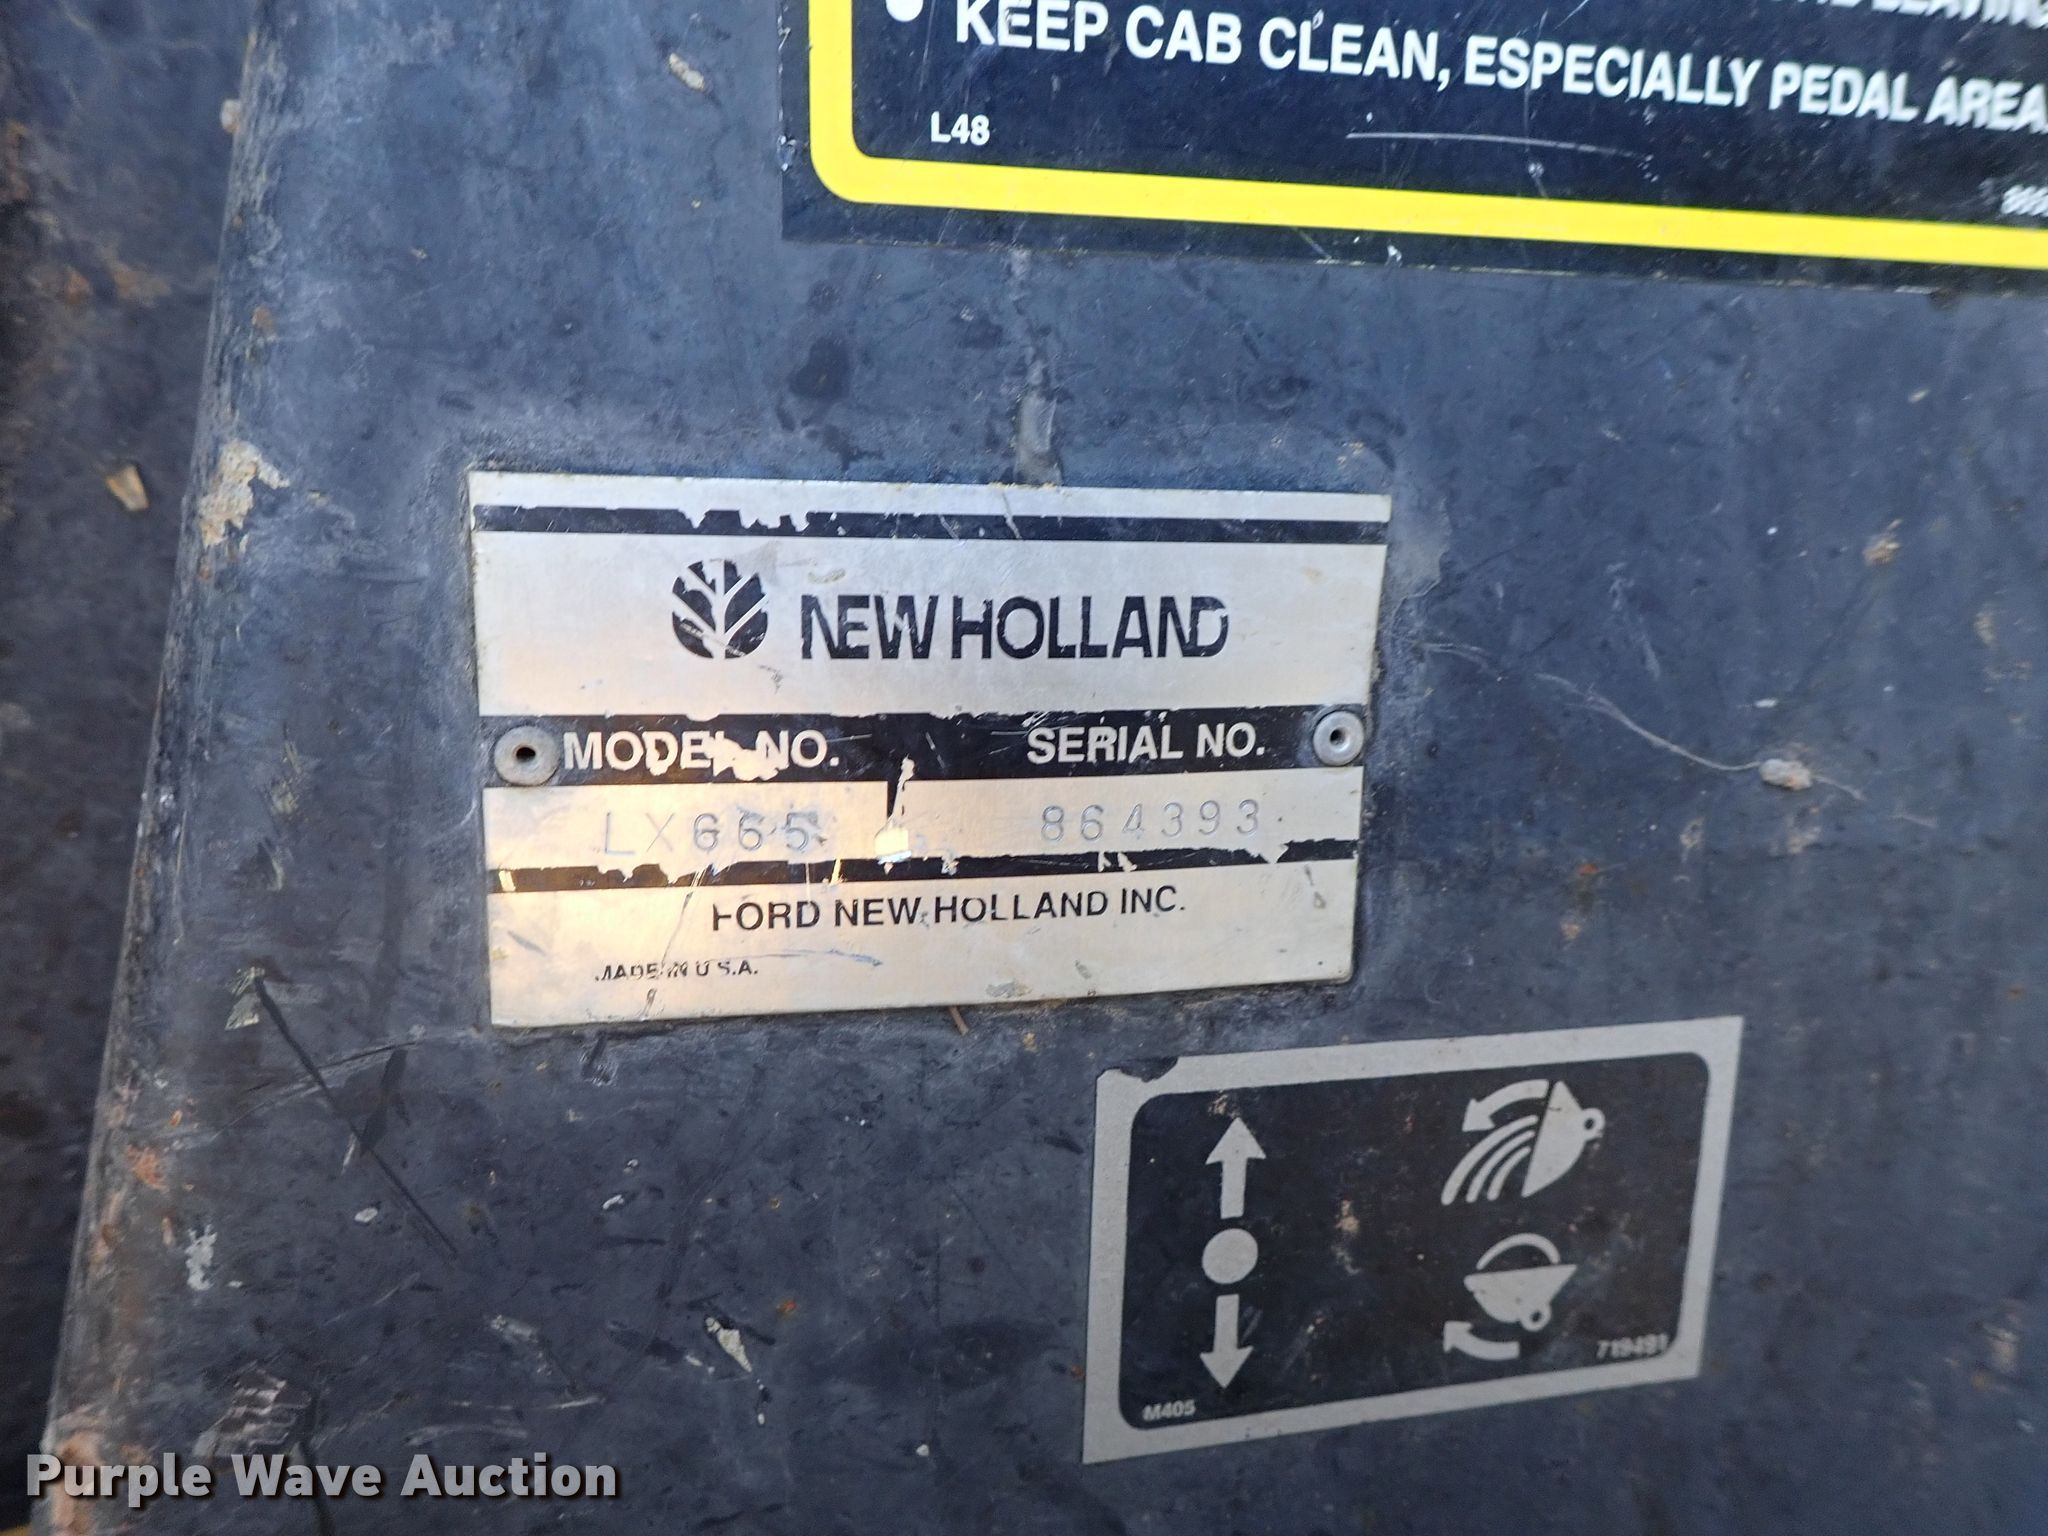 KEEP CAB CLEAN, ESPECIALLY PEDAL AREA.
L48
NEW HOLLAND
MODEL NO. SERIAL NO.
LX665 864393
FORD NEW HOLLAND INC.
MADE IN U.S.A.
M405 719491
Purple Wave Auction